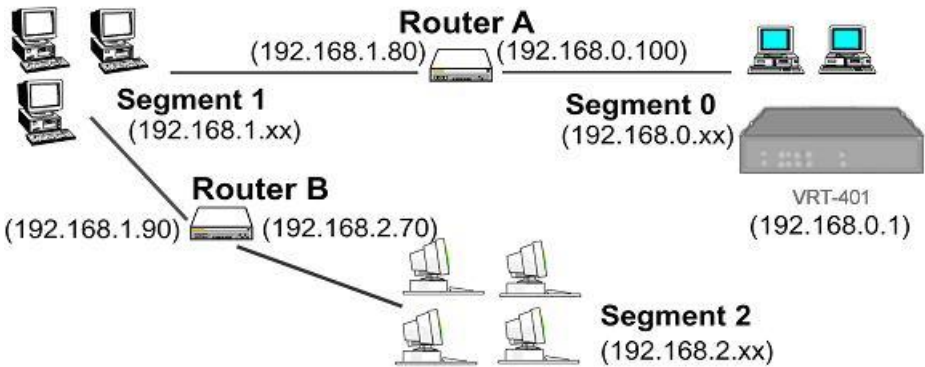 Router A
(192.168.1.80)
(192.168.0.100)
Segment 1
(192.168.1.xx)
Segment 0
(192.168.0.xx)
VRT-401
(192.168.0.1)
Router B
(192.168.1.90)
(192.168.2.70)
Segment 2
(192.168.2.xx)